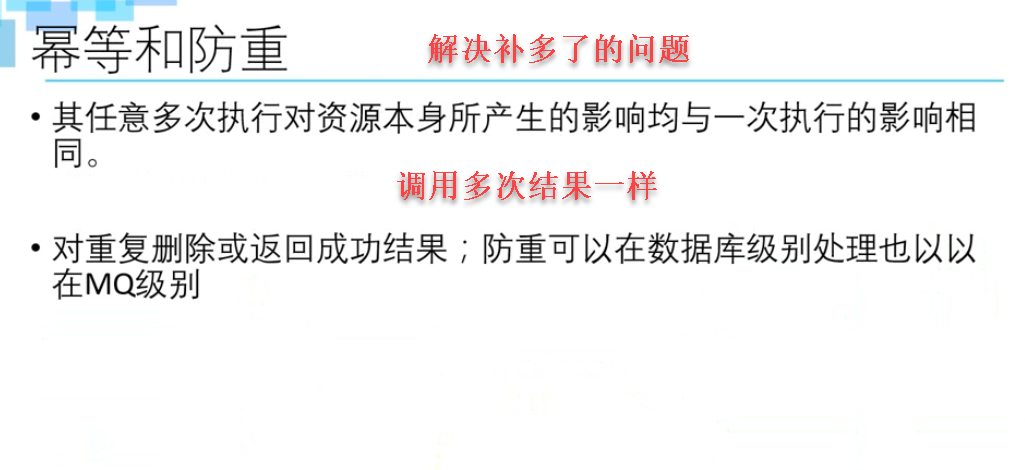 幂等和防重
解决补多了的问题
• 其任意多次执行对资源本身所产生的影响均与一次执行的影响相
同。
调用多次结果一样
• 对重复删除或返回成功结果；防重可以在数据库级别处理也以以
在MQ级别